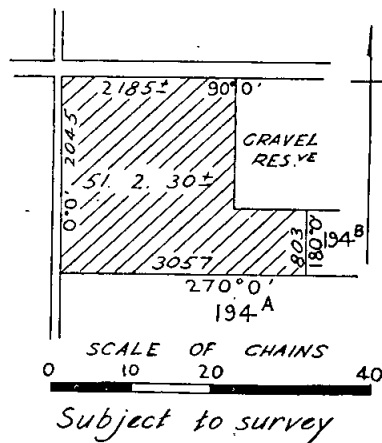 2185± 90°0'
GRAVEL
RES.VE
0°0' 2045
51. 2. 30±
803
180°0'
194B
3057
270°0'
194A
SCALE OF CHAINS
0 10 20 40
Subject to survey